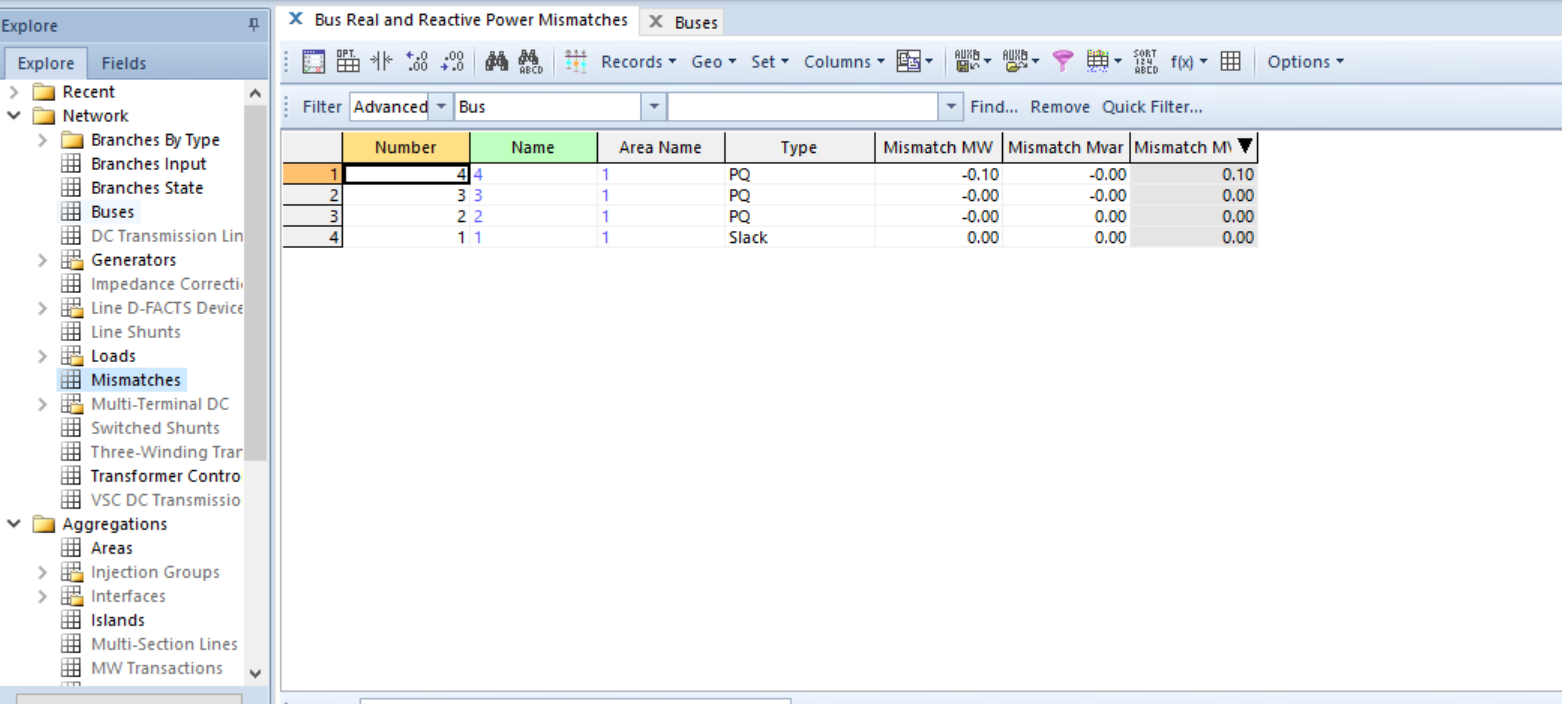 Explore
Explore Fields
Recent
Network
Branches By Type
Branches Input
Branches State
Buses
DC Transmission Lin
Generators
Impedance Correcti
Line D-FACTS Device
Line Shunts
Loads
Mismatches
Multi-Terminal DC
Switched Shunts
Three-Winding Tran
Transformer Contro
VSC DC Transmissio
Aggregations
Areas
Injection Groups
Interfaces
Islands
Multi-Section Lines
MW Transactions
X Bus Real and Reactive Power Mismatches X Buses
Records Geo Set Columns f(x) Options
Filter Advanced Bus Find... Remove Quick Filter...
Number Name Area Name Type Mismatch MW Mismatch Mvar Mismatch MV
1 4 4 1 PQ -0.10 -0.00 0.10
2 3 3 1 PQ -0.00 -0.00 0.00
3 2 2 1 PQ -0.00 0.00 0.00
4 1 1 1 Slack 0.00 0.00 0.00